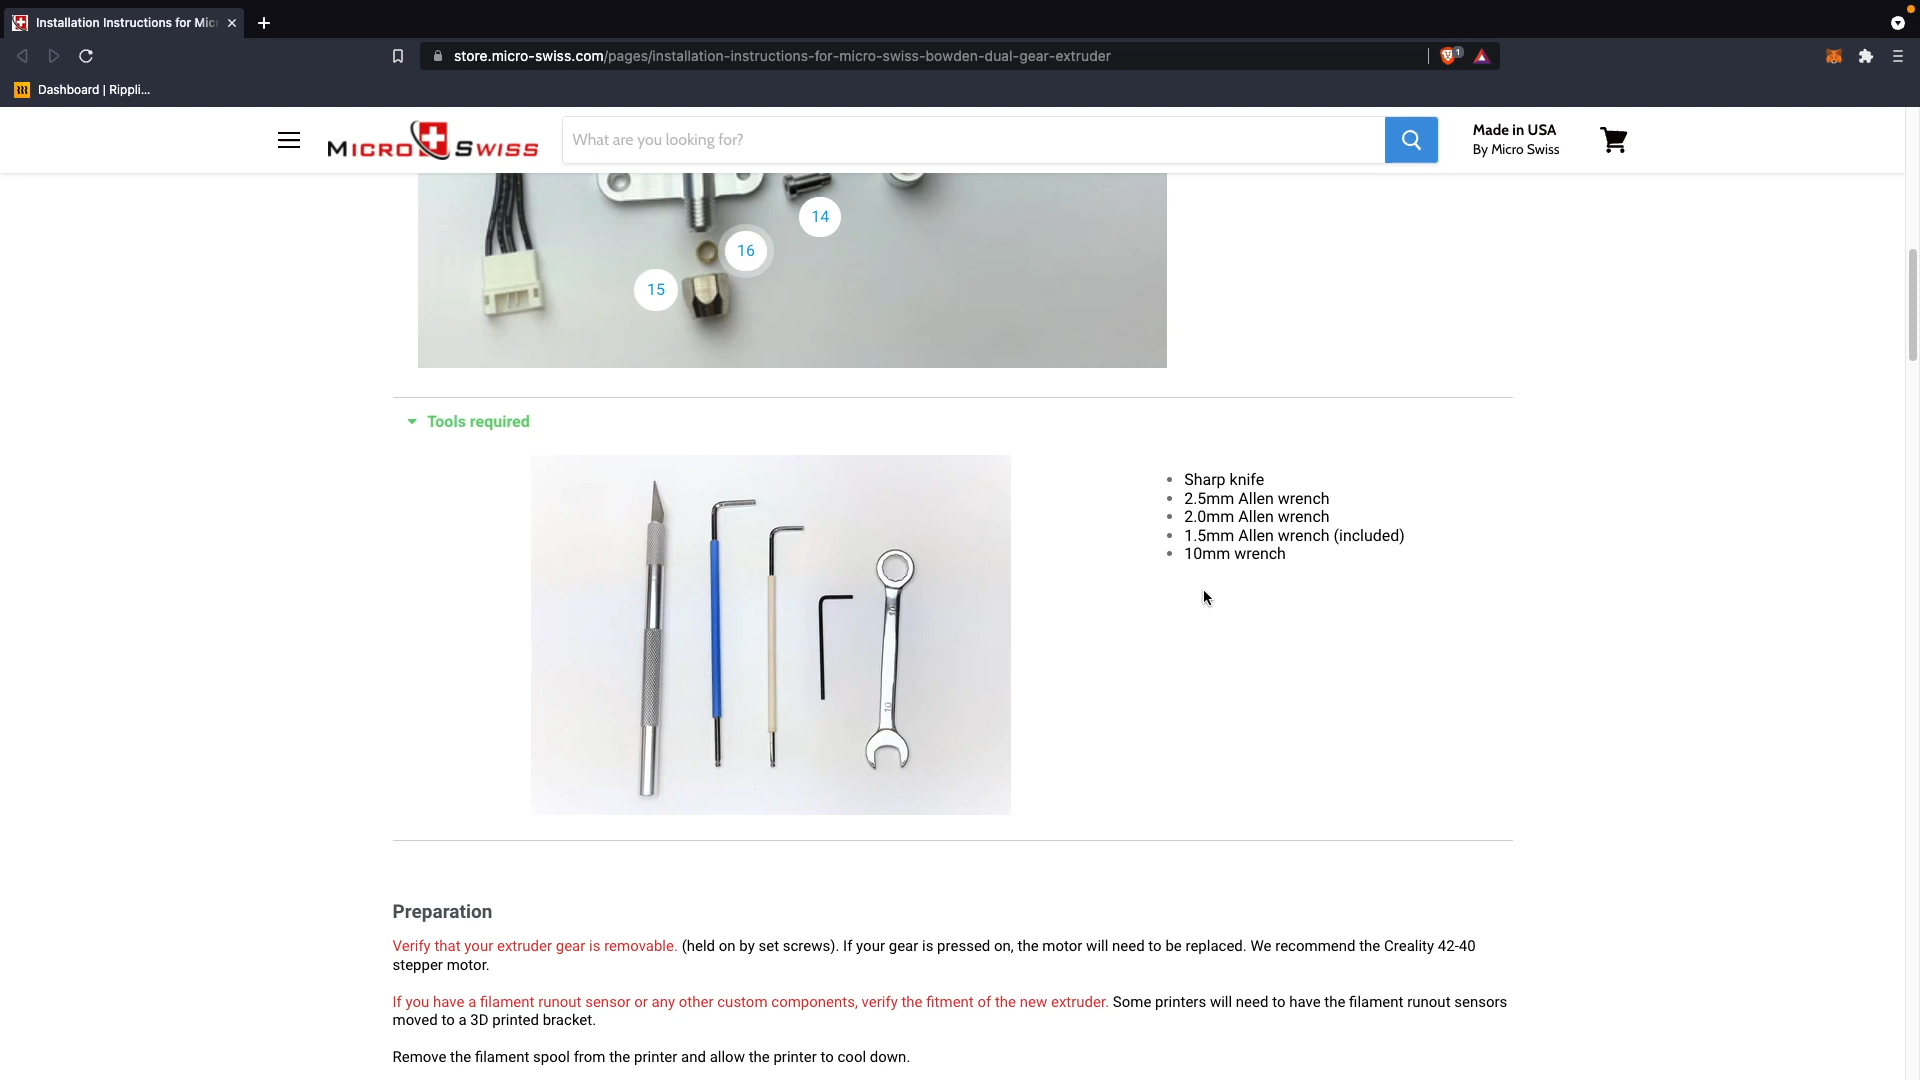 Installation Instructions for Mic
store.micro-swiss.com/pages/installation-instructions-for-micro-swiss-bowden-dual-gear-extruder
1
Dashboard | Rippli...
MICRO SWISS
What are you looking for?
Made in USA
By Micro Swiss
14
16
15
Tools required
Sharp knife
2.5mm Allen wrench
2.0mm Allen wrench
1.5mm Allen wrench (included)
10mm wrench
10
10
Preparation
Verify that your extruder gear is removable. (held on by set screws). If your gear is pressed on, the motor will need to be replaced. We recommend the Creality 42-40
stepper motor.
If you have a filament runout sensor or any other custom components, verify the fitment of the new extruder. Some printers will need to have the filament runout sensors
moved to a 3D printed bracket.
Remove the filament spool from the printer and allow the printer to cool down.